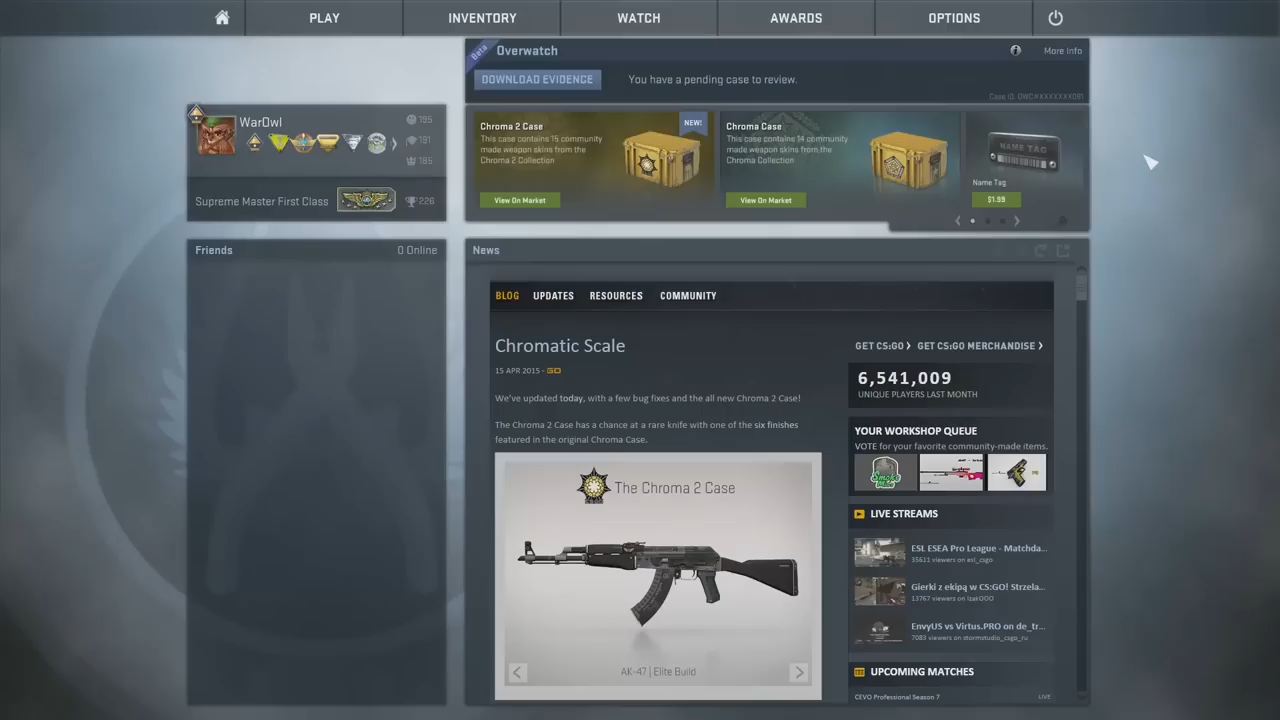 PLAY
INVENTORY
WATCH
AWARDS
OPTIONS
Beta
Overwatch
More Info
DOWNLOAD EVIDENCE
You have a pending case to review.
WarOwl
195
191
185
Supreme Master First Class
226
Chroma 2 Case
This case contains 15 community
made weapon skins from the
Chroma 2 Collection
NEW!
View On Market
Chroma Case
This case contains 14 community
made weapon skins from the
Chroma Collection
View On Market
NAME TAG
Name Tag
$1.99
Friends
0 Online
News
BLOG
UPDATES
RESOURCES
COMMUNITY
Chromatic Scale
15 APR 2015 - GO
We've updated today, with a few bug fixes and the all new Chroma 2 Case!
The Chroma 2 Case has a chance at a rare knife with one of the six finishes
featured in the original Chroma Case.
The Chroma 2 Case
AK-47 | Elite Build
GET CS:GO
GET CS:GO MERCHANDISE
6,541,009
UNIQUE PLAYERS LAST MONTH
YOUR WORKSHOP QUEUE
VOTE for your favorite community-made items.
LIVE STREAMS
ESL ESEA Pro League - Matchda...
35611 viewers on esl_csgo
Gierki z ekipą w CS:GO! Strzela...
13767 viewers on IzakOOO
EnvyUS vs Virtus.PRO on de_tr...
7083 viewers on stormstudio_csgo_ru
UPCOMING MATCHES
CEVO Professional Season 7
LIVE